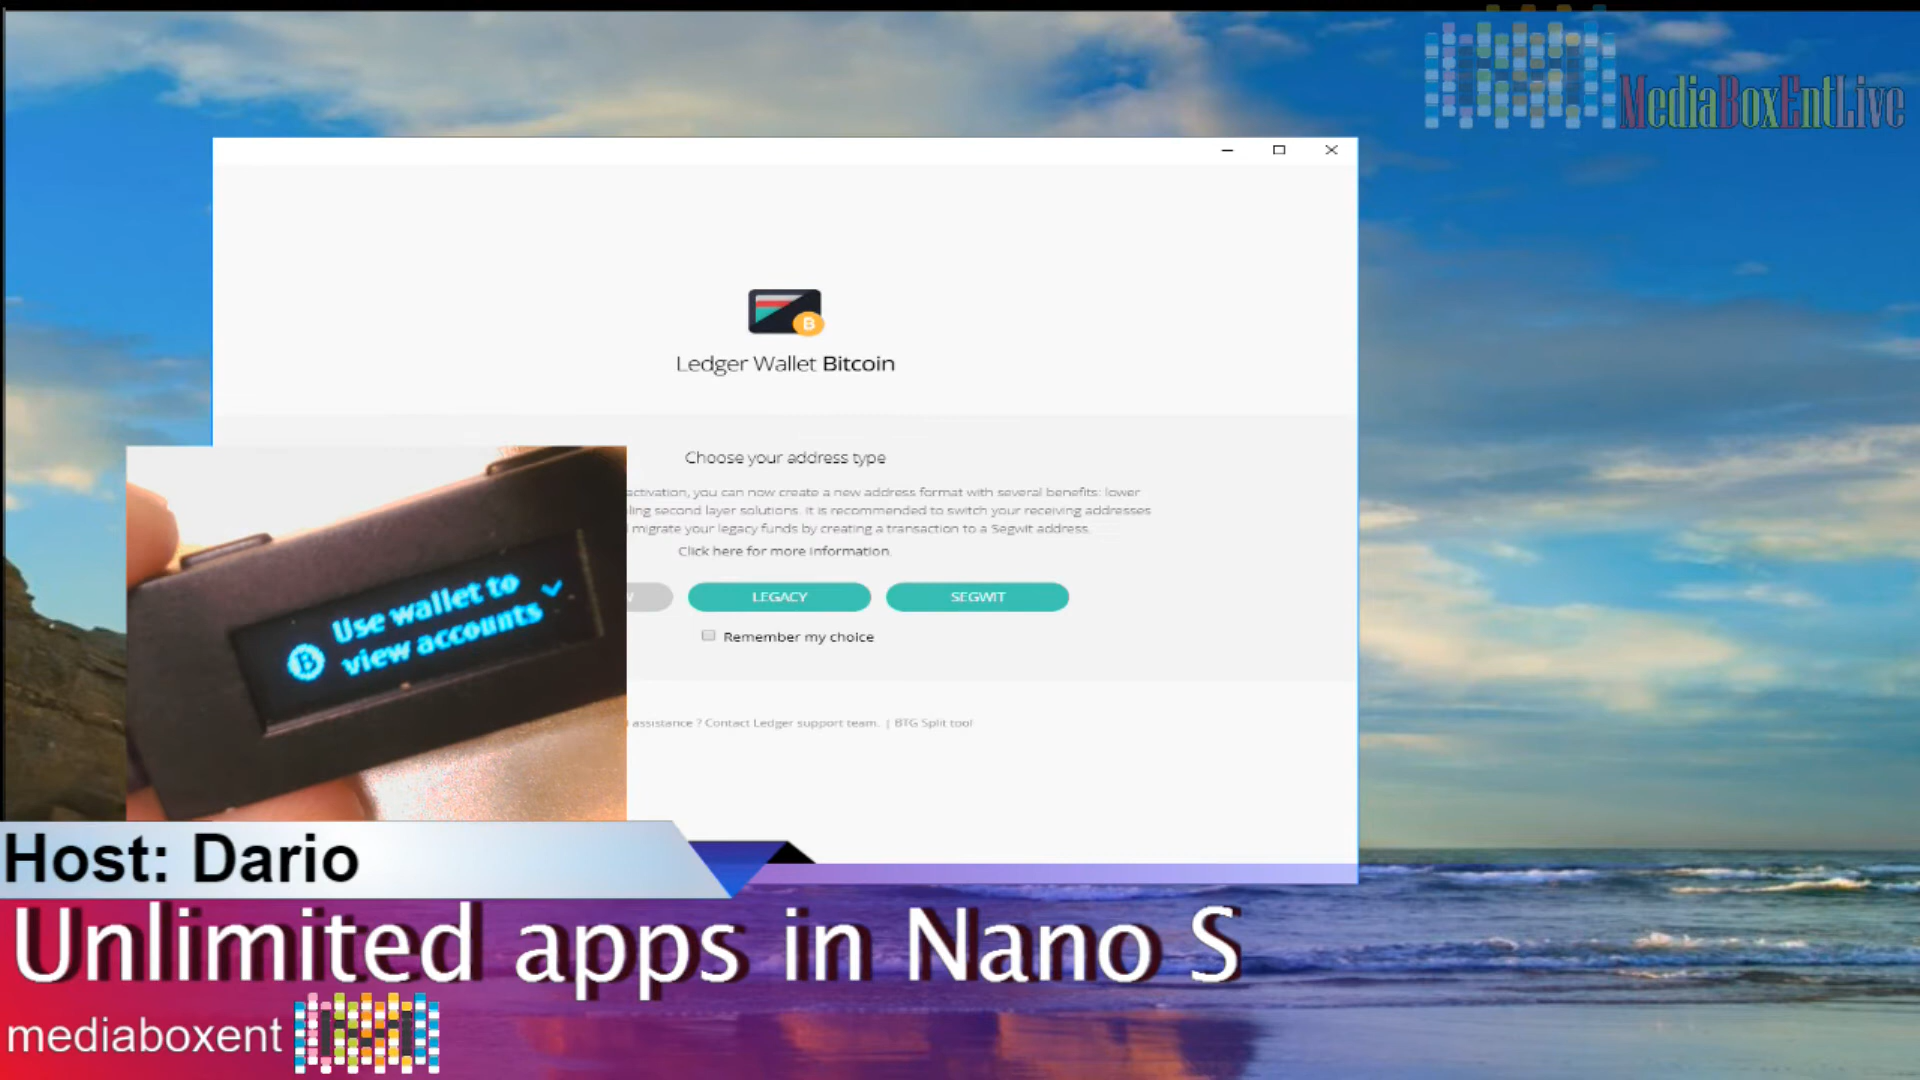 MediaBoxEntLive
Ledger Wallet Bitcoin
Choose your address type
activation, you can now create a new address format with several benefits: lower
ling second layer solutions. It is recommended to switch your receiving addresses
migrate your legacy funds by creating a transaction to a Segwit address.
Click here for more information.
LEGACY
SEGWIT
Remember my choice
assistance ? Contact Ledger support team. | BTG Split tool
Use wallet to
view accounts
Host: Dario
Unlimited apps in Nano S
mediaboxent